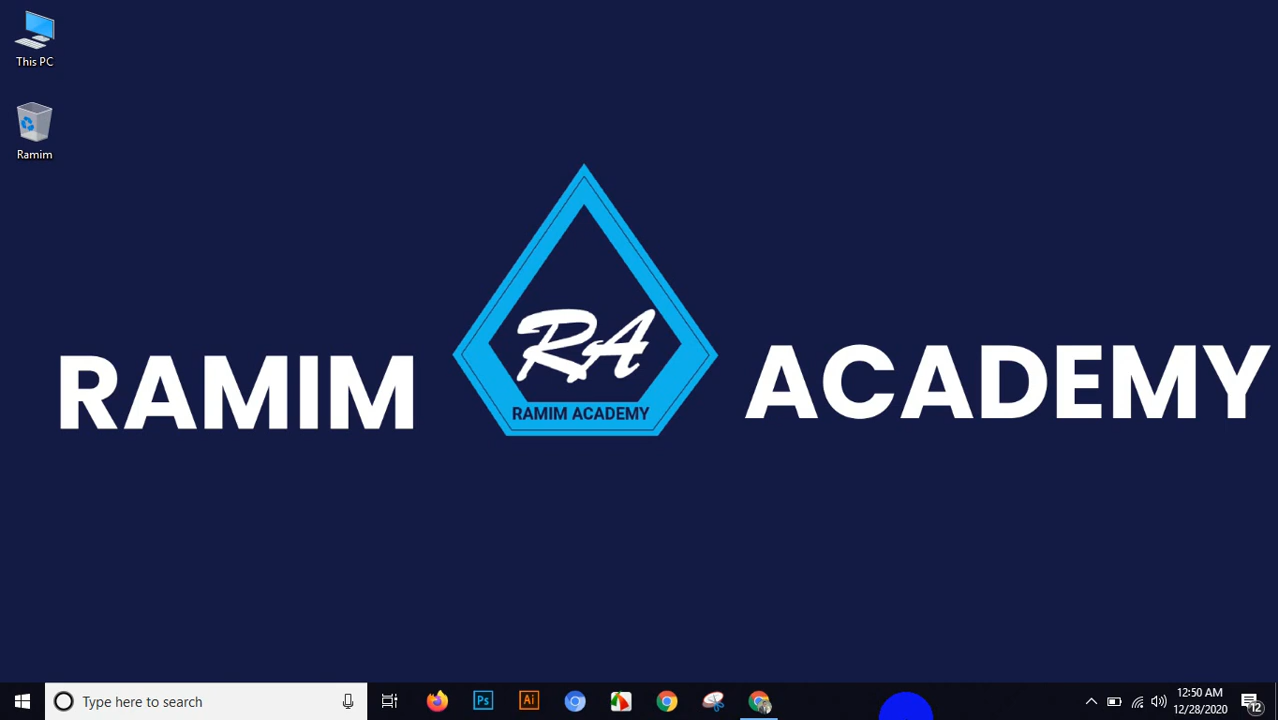 This PC
Ramim
RAMIM
RA
RAMIM ACADEMY
ACADEMY
Type here to search
Ps
Ai
12:50 AM
12/28/2020
12